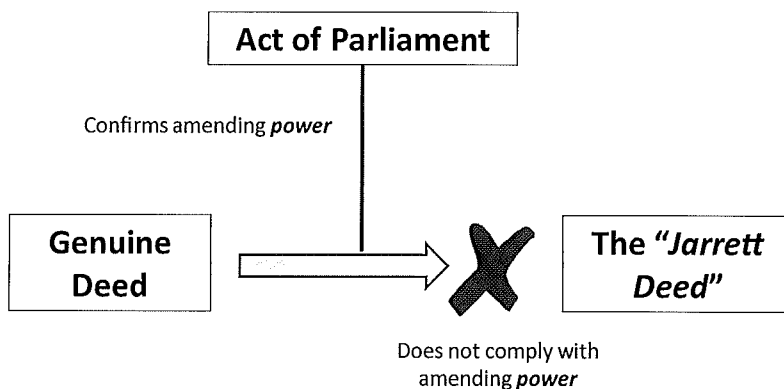 Act of Parliament
Confirms amending power
Genuine
Deed
The “Jarrett
Deed”
Does not comply with
amending power